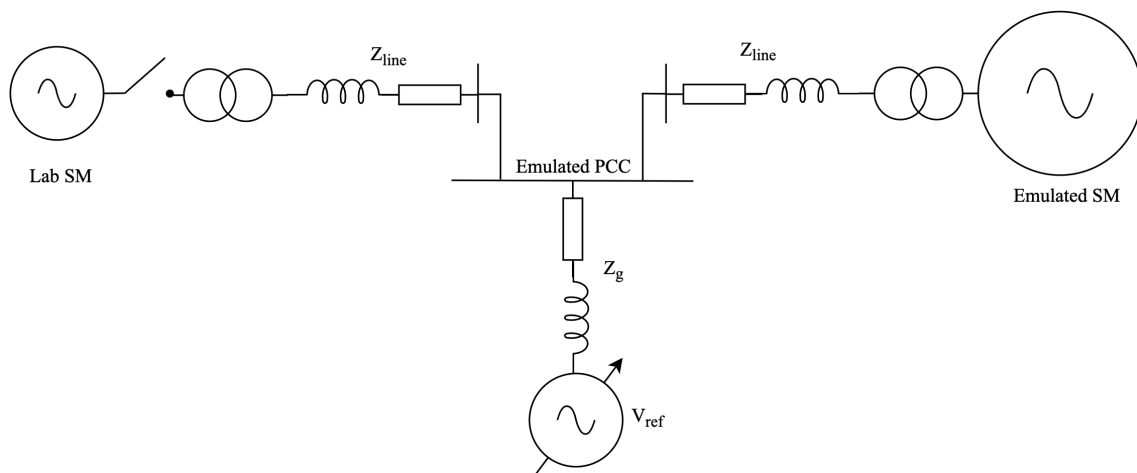 Z_line
Z_line
Lab SM
Emulated PCC
Emulated SM
Z_g
V_ref